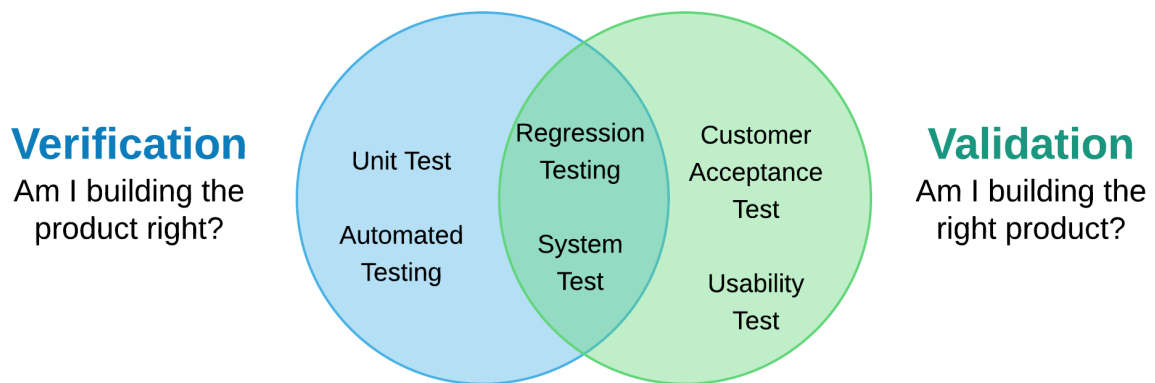 Verification
Am I building the
product right?
Unit Test
Automated
Testing
Regression
Testing
System
Test
Customer
Acceptance
Test
Usability
Test
Validation
Am I building the
right product?